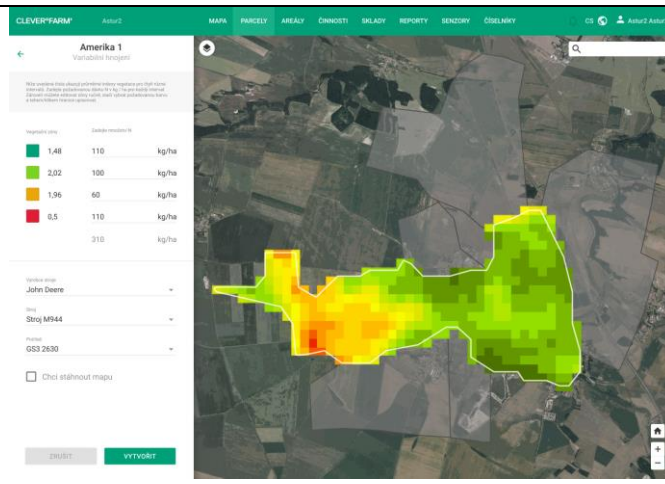 CLEVER°FARM°
Astur2
MAPA PARCELY AREÁLY ČINNOSTI SKLADY REPORTY SENZORY ČÍSELNÍKY
CS Astur2 Astur
Amerika 1
Variabilní hnojení
Vegetační zdroj Zadejte množství N
1,48 110 kg/ha
2,02 100 kg/ha
1,96 60 kg/ha
0,5 110 kg/ha
310 kg/ha
Výrobce stroje
John Deere
Stroj
Stroj M944
GS3 2630
Chci stáhnout mapu
ZRUŠIT VYTVOŘIT